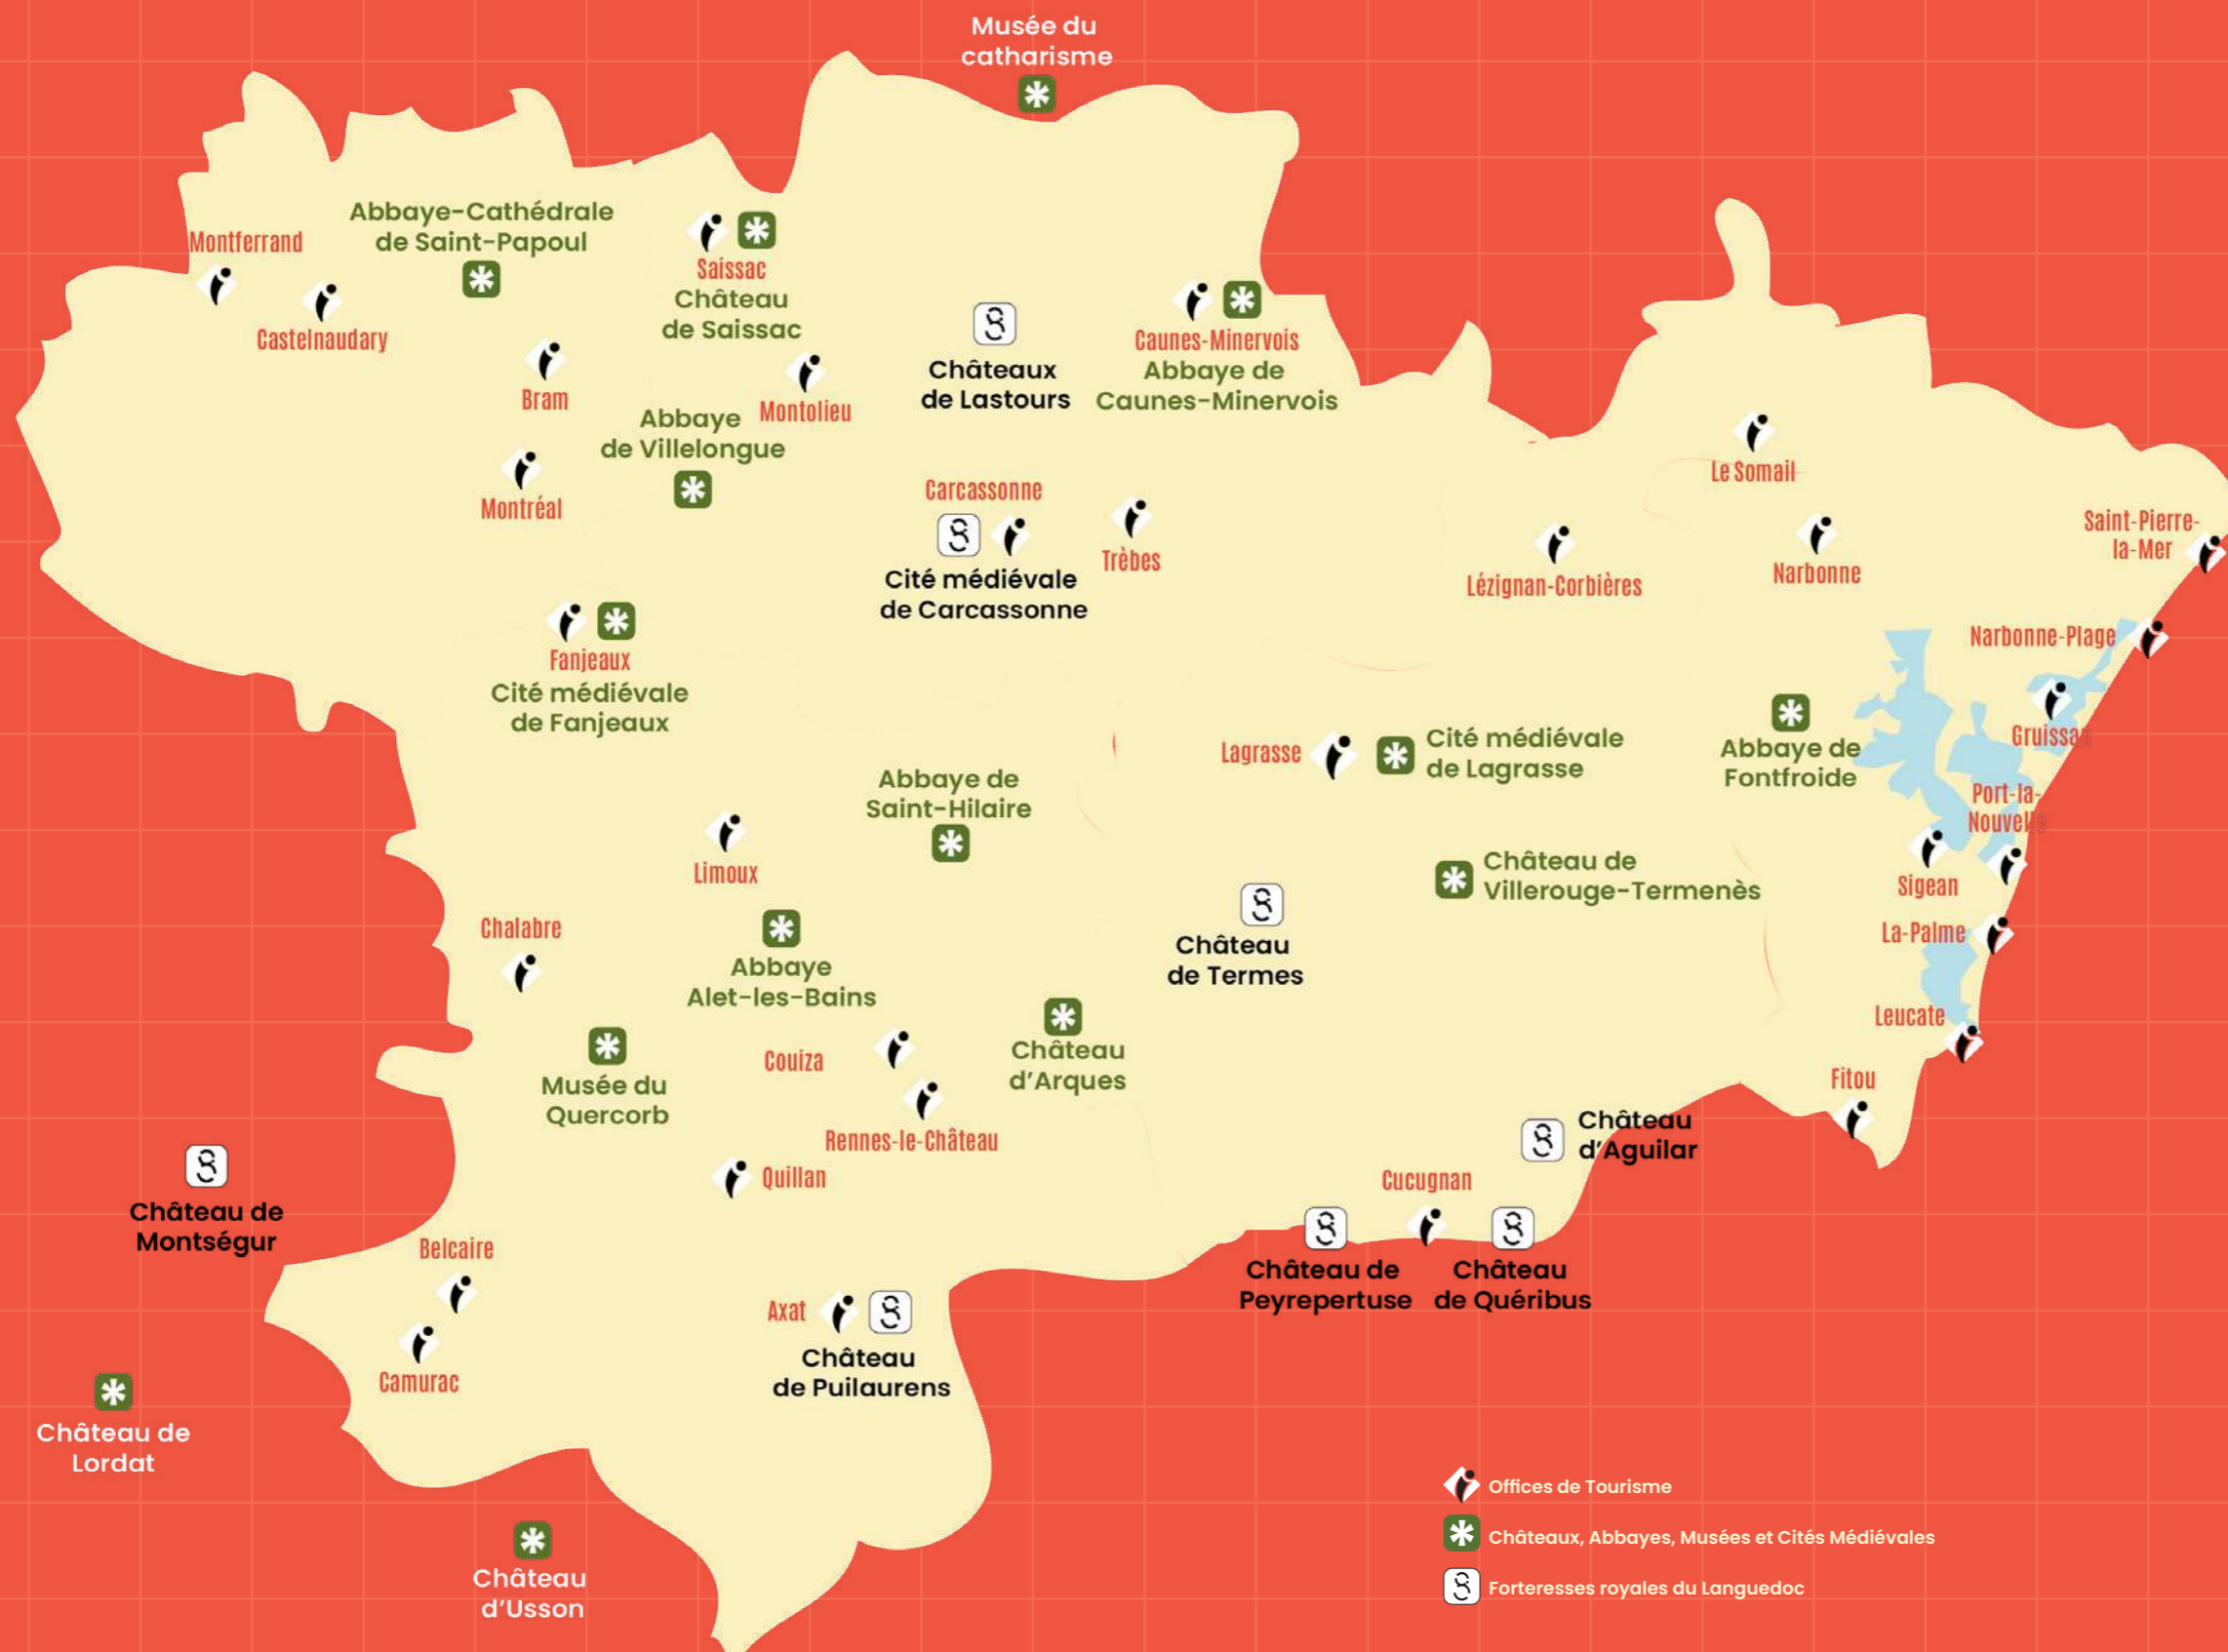 Musée du
catharisme
Abbaye-Cathédrale
de Saint-Papoul
Montferrand
Castelnaudary
Saissac
Château
de Saissac
Bram
Montolieu
Abbaye
de Villelongue
Châteaux
de Lastours
Caunes-Minervois
Abbaye de
Caunes-Minervois
Montréal
Carcassonne
Cité médiévale
de Carcassonne
Trèbes
Le Somail
Lézignan-Corbières
Narbonne
Saint-Pierre-
la-Mer
Narbonne-Plage
Fanjeaux
Cité médiévale
de Fanjeaux
Lagrasse
Cité médiévale
de Lagrasse
Abbaye de
Fontfroide
Gruissan
Port-la-
Nouvelle
Abbaye de
Saint-Hilaire
Limoux
Château de
Villerouge-Termenès
Sigean
La-Palme
Château
de Termes
Chalabre
Abbaye
Alet-les-Bains
Leucate
Château
d'Arques
Couiza
Musée du
Quercorb
Fitou
Rennes-le-Château
Quillan
Château
d'Aguilar
Cucugnan
Château de
Montségur
Belcaire
Château de
Peyrepertuse
Château
de Quéribus
Axat
Château
de Puilaurens
Camurac
Château de
Lordat
Château
d'Usson
Offices de Tourisme
Châteaux, Abbayes, Musées et Cités Médiévales
Forteresses royales du Languedoc